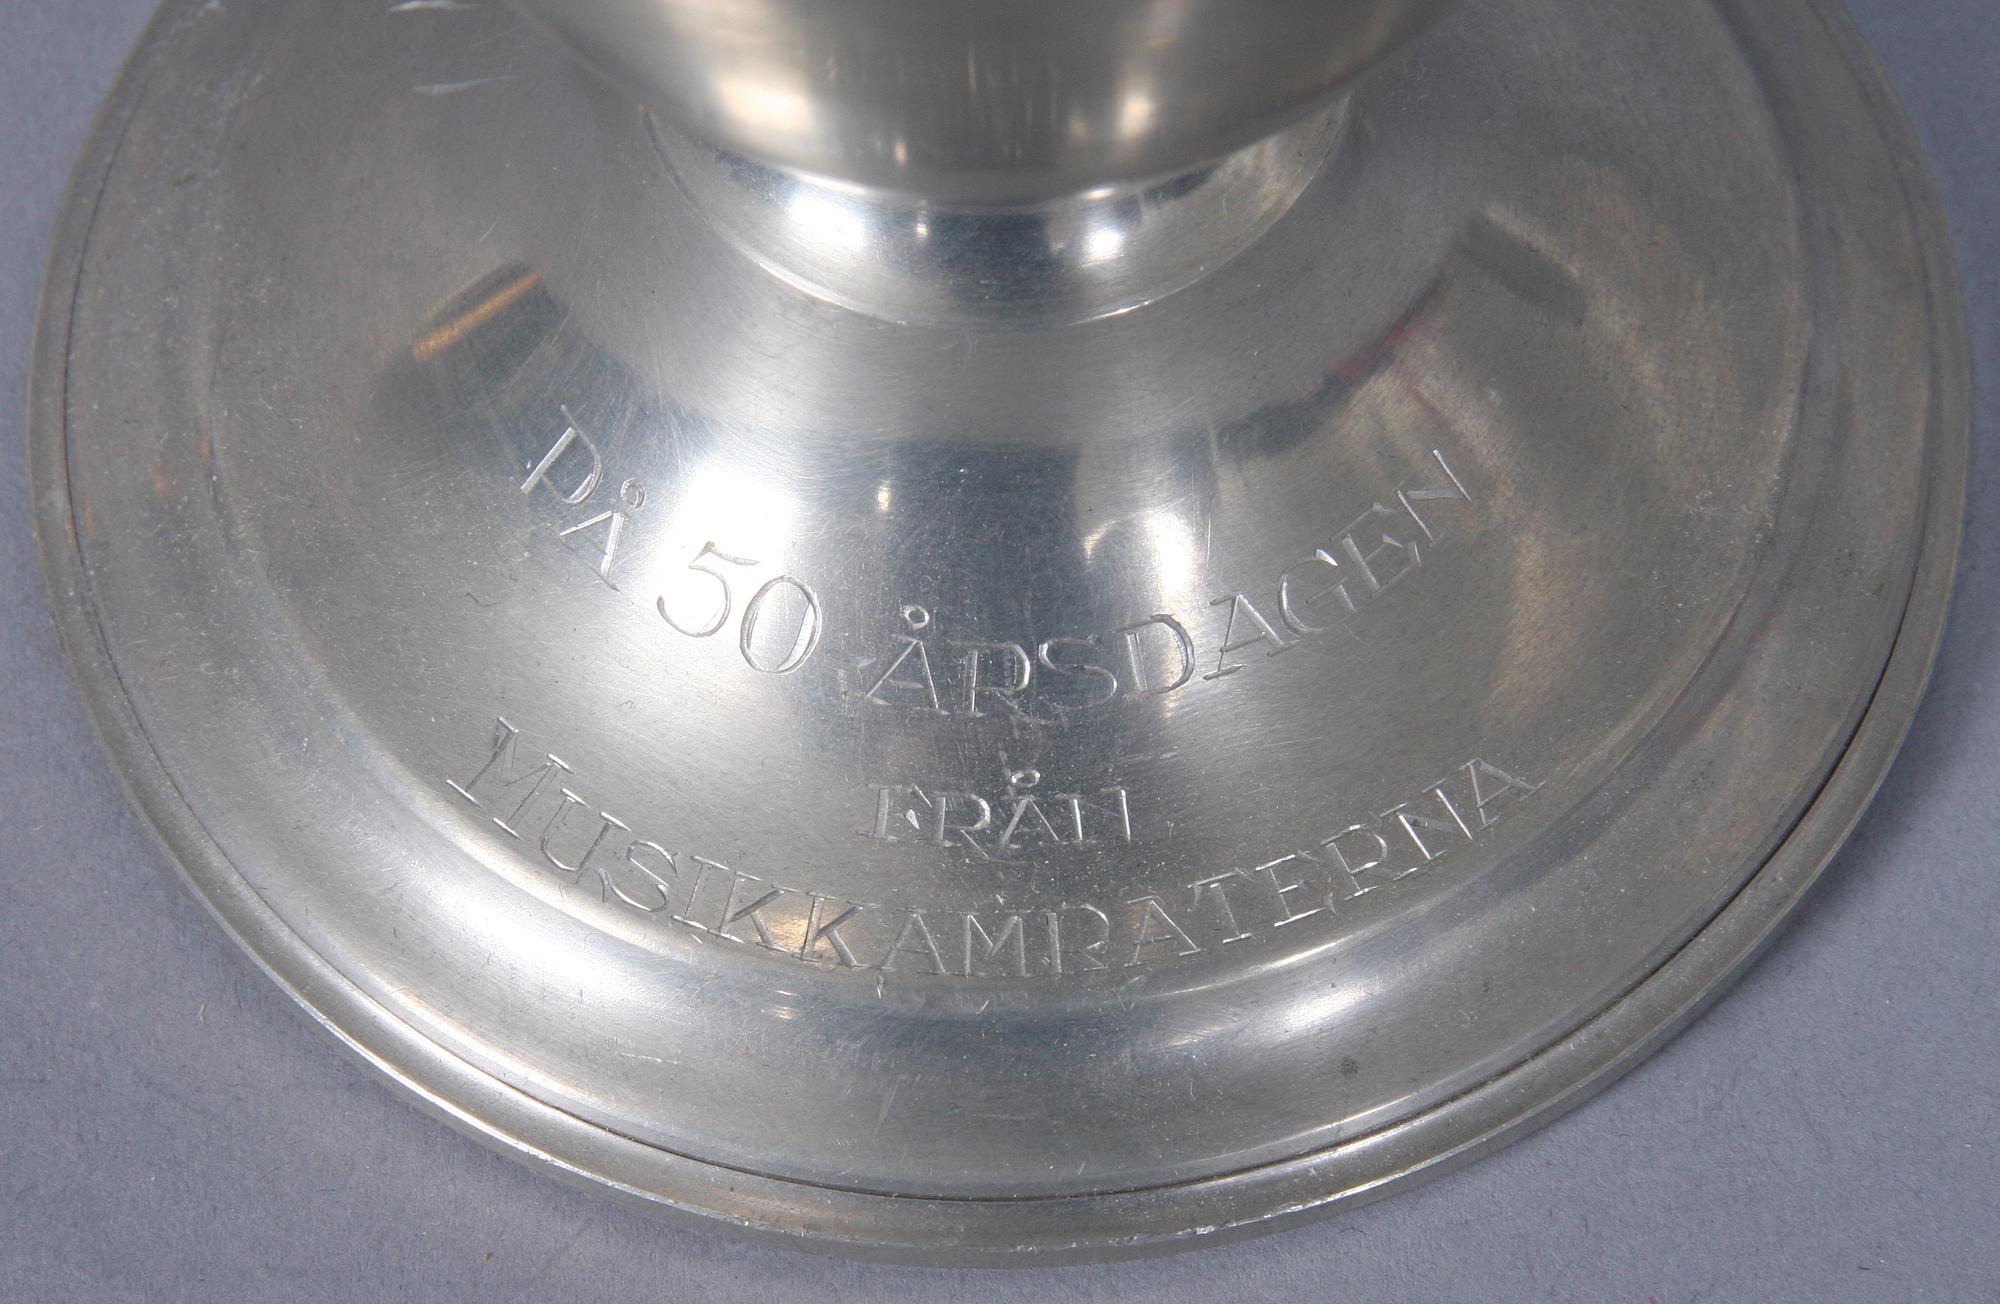 PÅ 50 ÅRSDAGEN
FRÅN
MUSIKKAMRATERNA